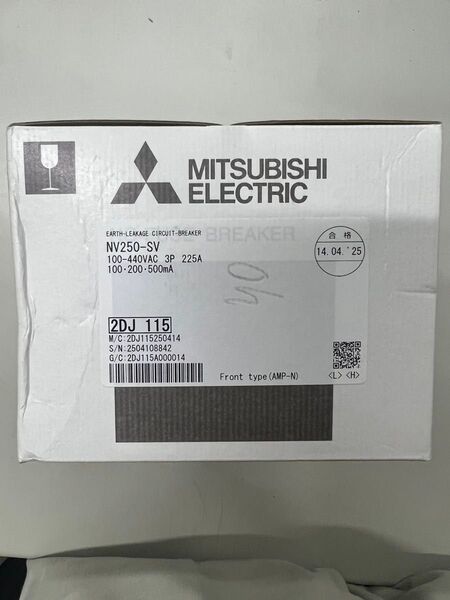 MITSUBISHI
ELECTRIC
EARTH-LEAKAGE CIRCUIT-BREAKER
BREAKER
NV250-SV
100-440VAC 3P 225A
100·200·500mA
合格
14.04.'25
2DJ 115
M/C:2DJ115250414
S/N:2504108842
G/C:2DJ115A000014
Front type(AMP-N)
<L> <H>